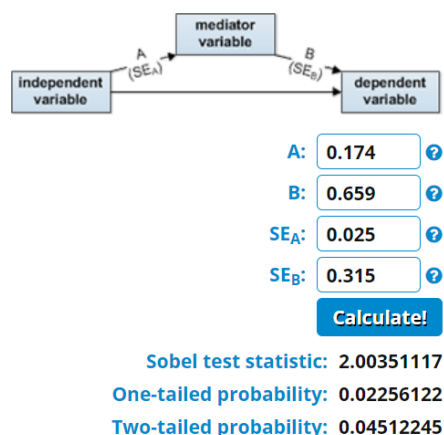 mediator
variable
A
(SEA)
B
(SEB)
independent
variable
dependent
variable
A: 0.174 ?
B: 0.659 ?
SEA: 0.025 ?
SEB: 0.315 ?
Calculate!
Sobel test statistic: 2.00351117
One-tailed probability: 0.02256122
Two-tailed probability: 0.04512245